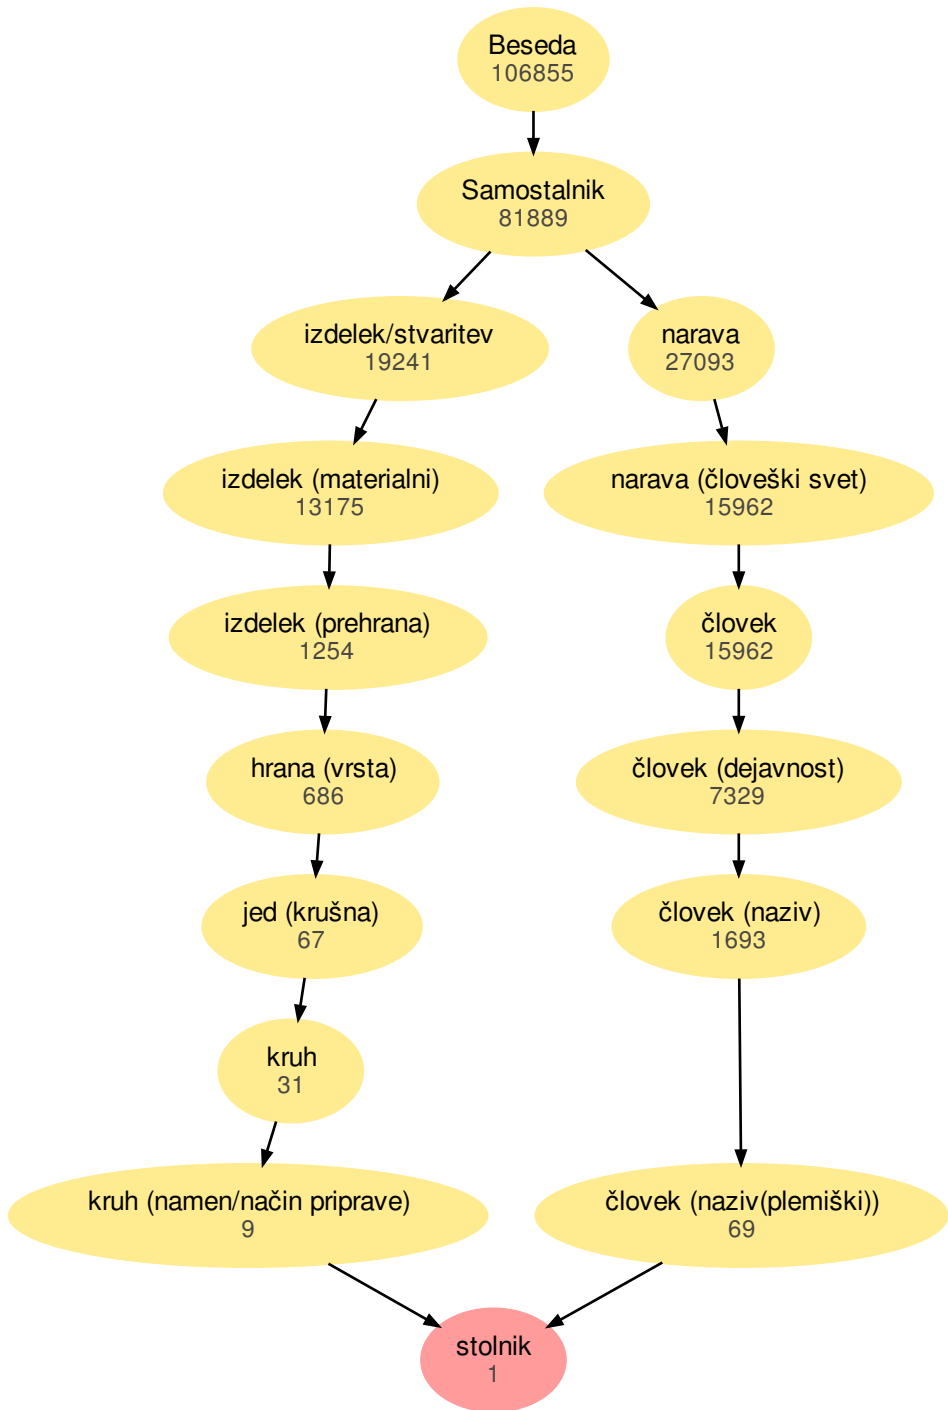 Beseda
106855
Samostalnik
81889
izdelek/stvaritev
19241
narava
27093
izdelek (materialni)
13175
narava (človeški svet)
15962
izdelek (prehrana)
1254
človek
15962
hrana (vrsta)
686
človek (dejavnost)
7329
jed (krušna)
67
človek (naziv)
1693
kruh
31
kruh (namen/način priprave)
9
človek (naziv(plemiški))
69
stolnik
1